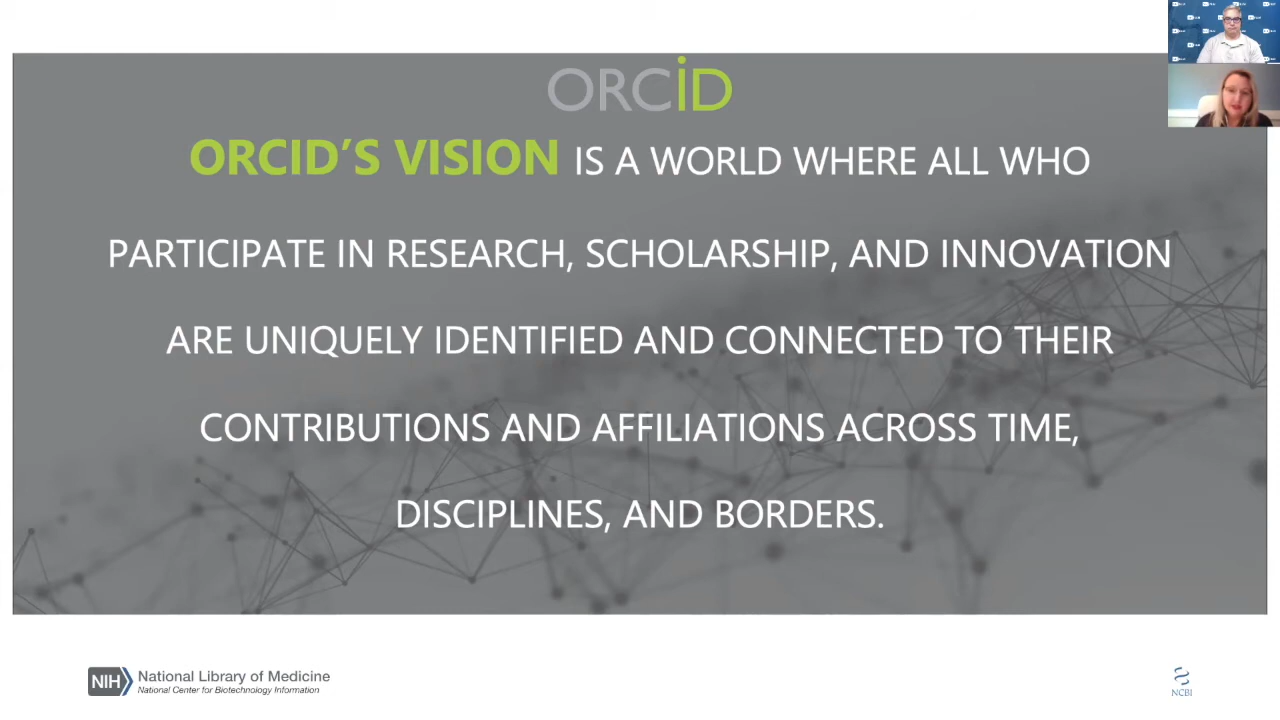 ORCiD
ORCID'S VISION IS A WORLD WHERE ALL WHO
PARTICIPATE IN RESEARCH, SCHOLARSHIP, AND INNOVATION
ARE UNIQUELY IDENTIFIED AND CONNECTED TO THEIR
CONTRIBUTIONS AND AFFILIATIONS ACROSS TIME,
DISCIPLINES, AND BORDERS.
NIH National Library of Medicine
National Center for Biotechnology Information
NCBI